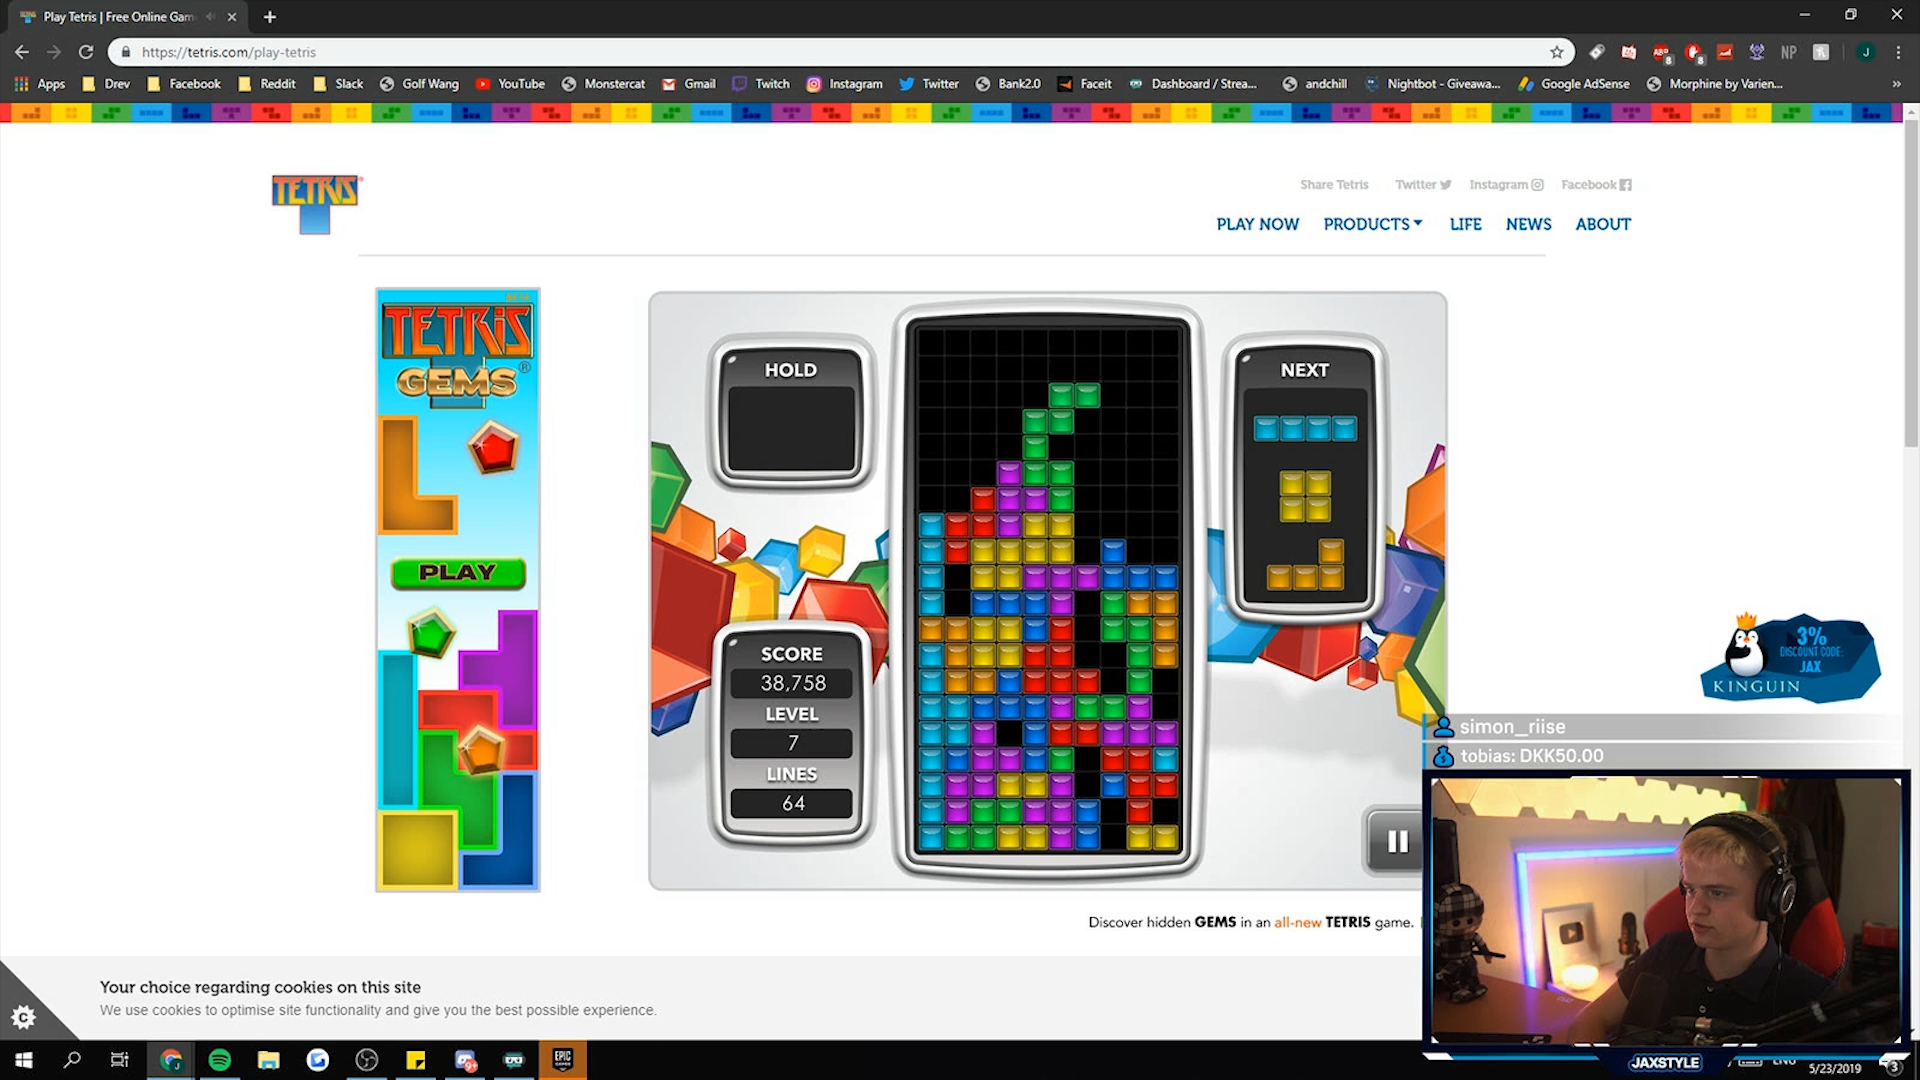 Play Tetris | Free Online Gam
https://tetris.com/play-tetris
Apps Drev Facebook Reddit Slack Golf Wang YouTube Monstercat Gmail Twitch Instagram Twitter Bank2.0 Faceit Dashboard / Strea... andchill Nightbot - Giveawa... Google AdSense Morphine by Varien... »
TETRIS
Share Tetris Twitter Instagram Facebook
PLAY NOW PRODUCTS LIFE NEWS ABOUT
BETA
TETRIS
GEMS
PLAY
HOLD
NEXT
SCORE
38,758
LEVEL
7
LINES
64
3%
DISCOUNT CODE:
JAX
KINGUIN
simon_riise
tobias: DKK50.00
Discover hidden GEMS in an all-new TETRIS game.
Your choice regarding cookies on this site
We use cookies to optimise site functionality and give you the best possible experience.
JAXSTYLE
ENG
5/23/2019
3
EPIC
GAMES